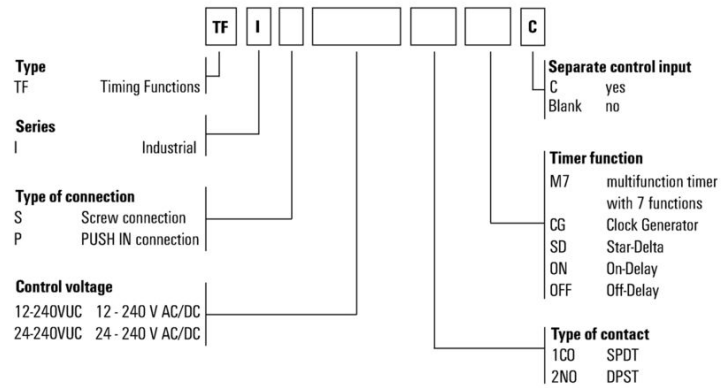 TF I C
Type
TF Timing Functions
Series
I Industrial
Type of connection
S Screw connection
P PUSH IN connection
Control voltage
12-240VUC 12 - 240 V AC/DC
24-240VUC 24 - 240 V AC/DC
Separate control input
C yes
Blank no
Timer function
M7 multifunction timer
with 7 functions
CG Clock Generator
SD Star-Delta
ON On-Delay
OFF Off-Delay
Type of contact
1CO SPDT
2NO DPST